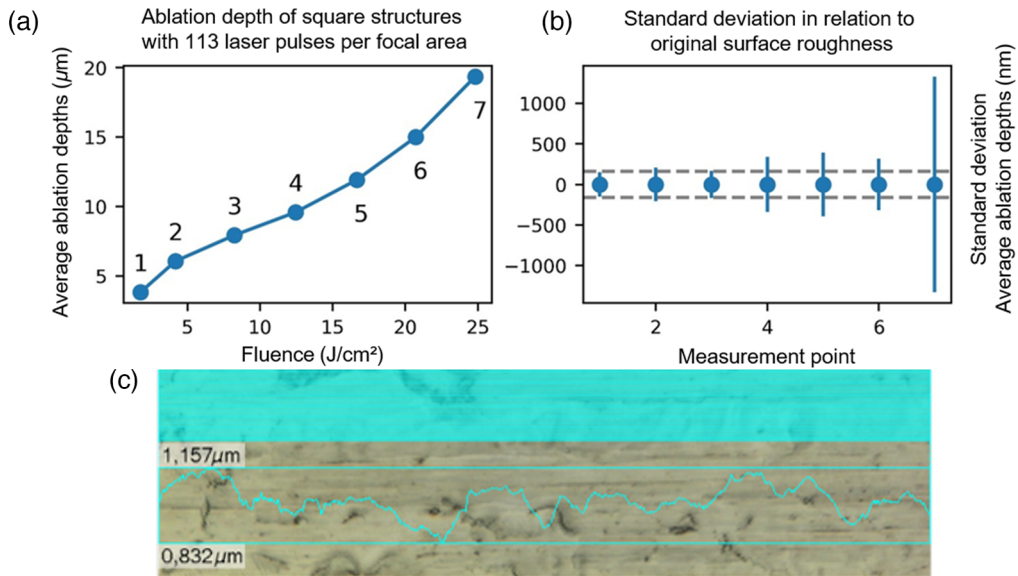 (a)
Ablation depth of square structures
with 113 laser pulses per focal area
Average ablation depths (µm)
20
15
10
5
1
2
3
4
5
6
7
5
10
15
20
25
Fluence (J/cm²)
(b)
Standard deviation in relation to
original surface roughness
1000
500
0
−500
−1000
2
4
6
Measurement point
Standard deviation
Average ablation depths (nm)
(c)
1,157µm
0,832µm